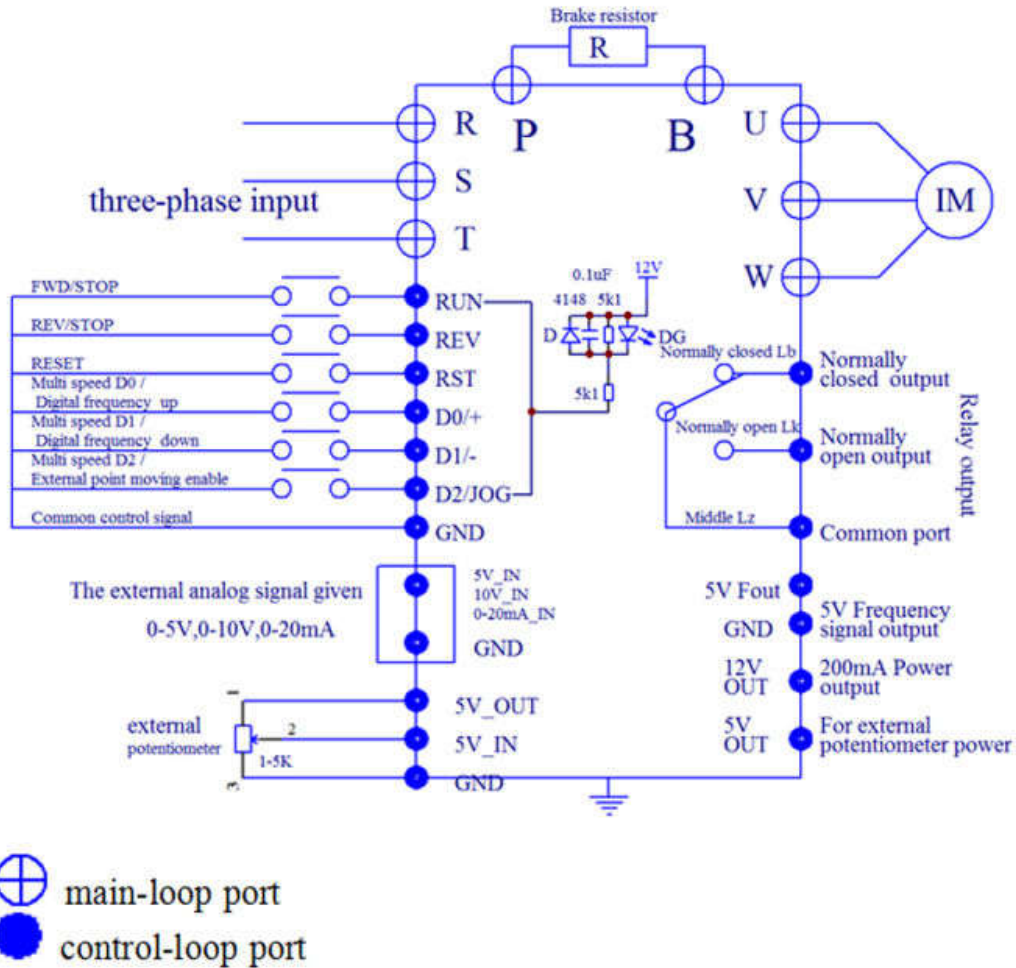 Brake resistor
R
P
B
R
S
T
three-phase input
U
V
W
IM
FWD/STOP
REV/STOP
RESET
Multi speed D0 /
Digital frequency up
Multi speed D1 /
Digital frequency down
Multi speed D2 /
External point moving enable
Common control signal
RUN
REV
RST
D0/+
D1/-
D2/JOG
GND
12V
0.1uF
4148 5k1
D
DG
5k1
Normally closed Lb
Normally open Lk
Middle Lz
Normally
closed output
Normally
open output
Common port
Relay output
The external analog signal given
0-5V,0-10V,0-20mA
5V_IN
10V_IN
0-20mA_IN
GND
5V_OUT
5V_IN
GND
external
potentiometer
1
2
3
1-5K
5V Fout
GND
5V Frequency
signal output
12V
OUT
200mA Power
output
5V
OUT
For external
potentiometer power
main-loop port
control-loop port